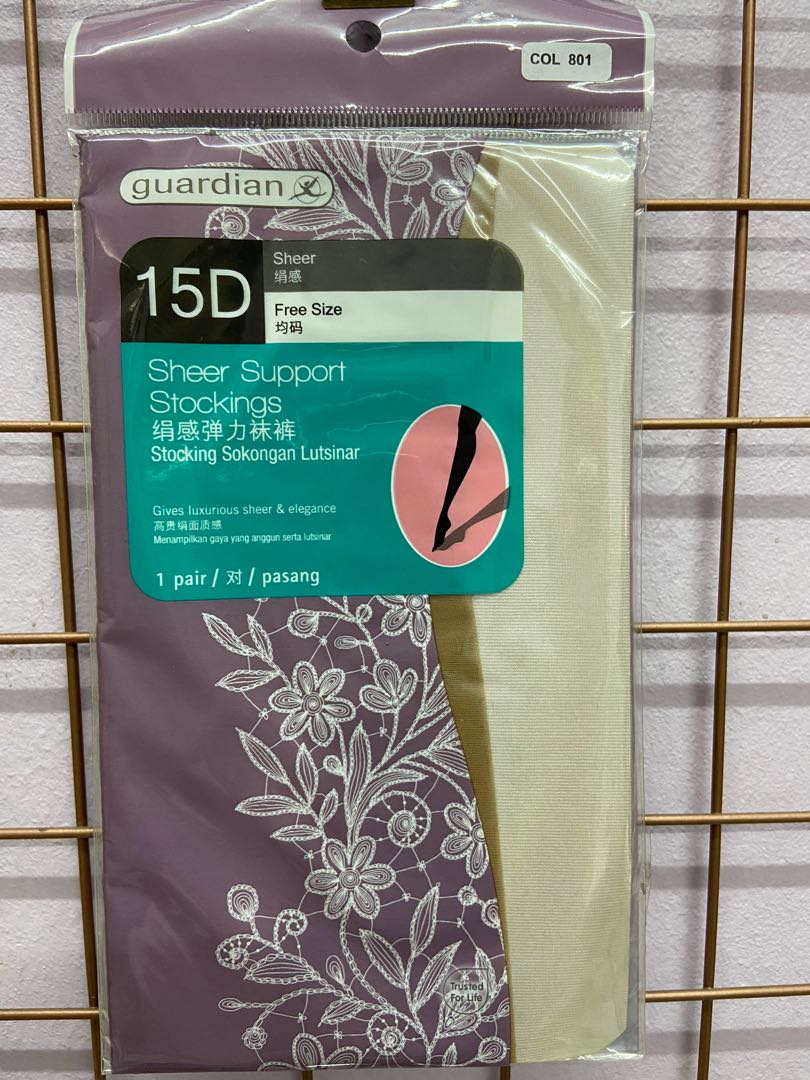 COL 801
guardian
15D
Sheer
绢感
Free Size
均码
Sheer Support
Stockings
绢感弹力袜裤
Stocking Sokongan Lutsinar
Gives luxurious sheer & elegance
高贵绢面质感
Menampilkan gaya yang anggun serta lutsinar
1 pair / 对 / pasang
Trusted
For Life